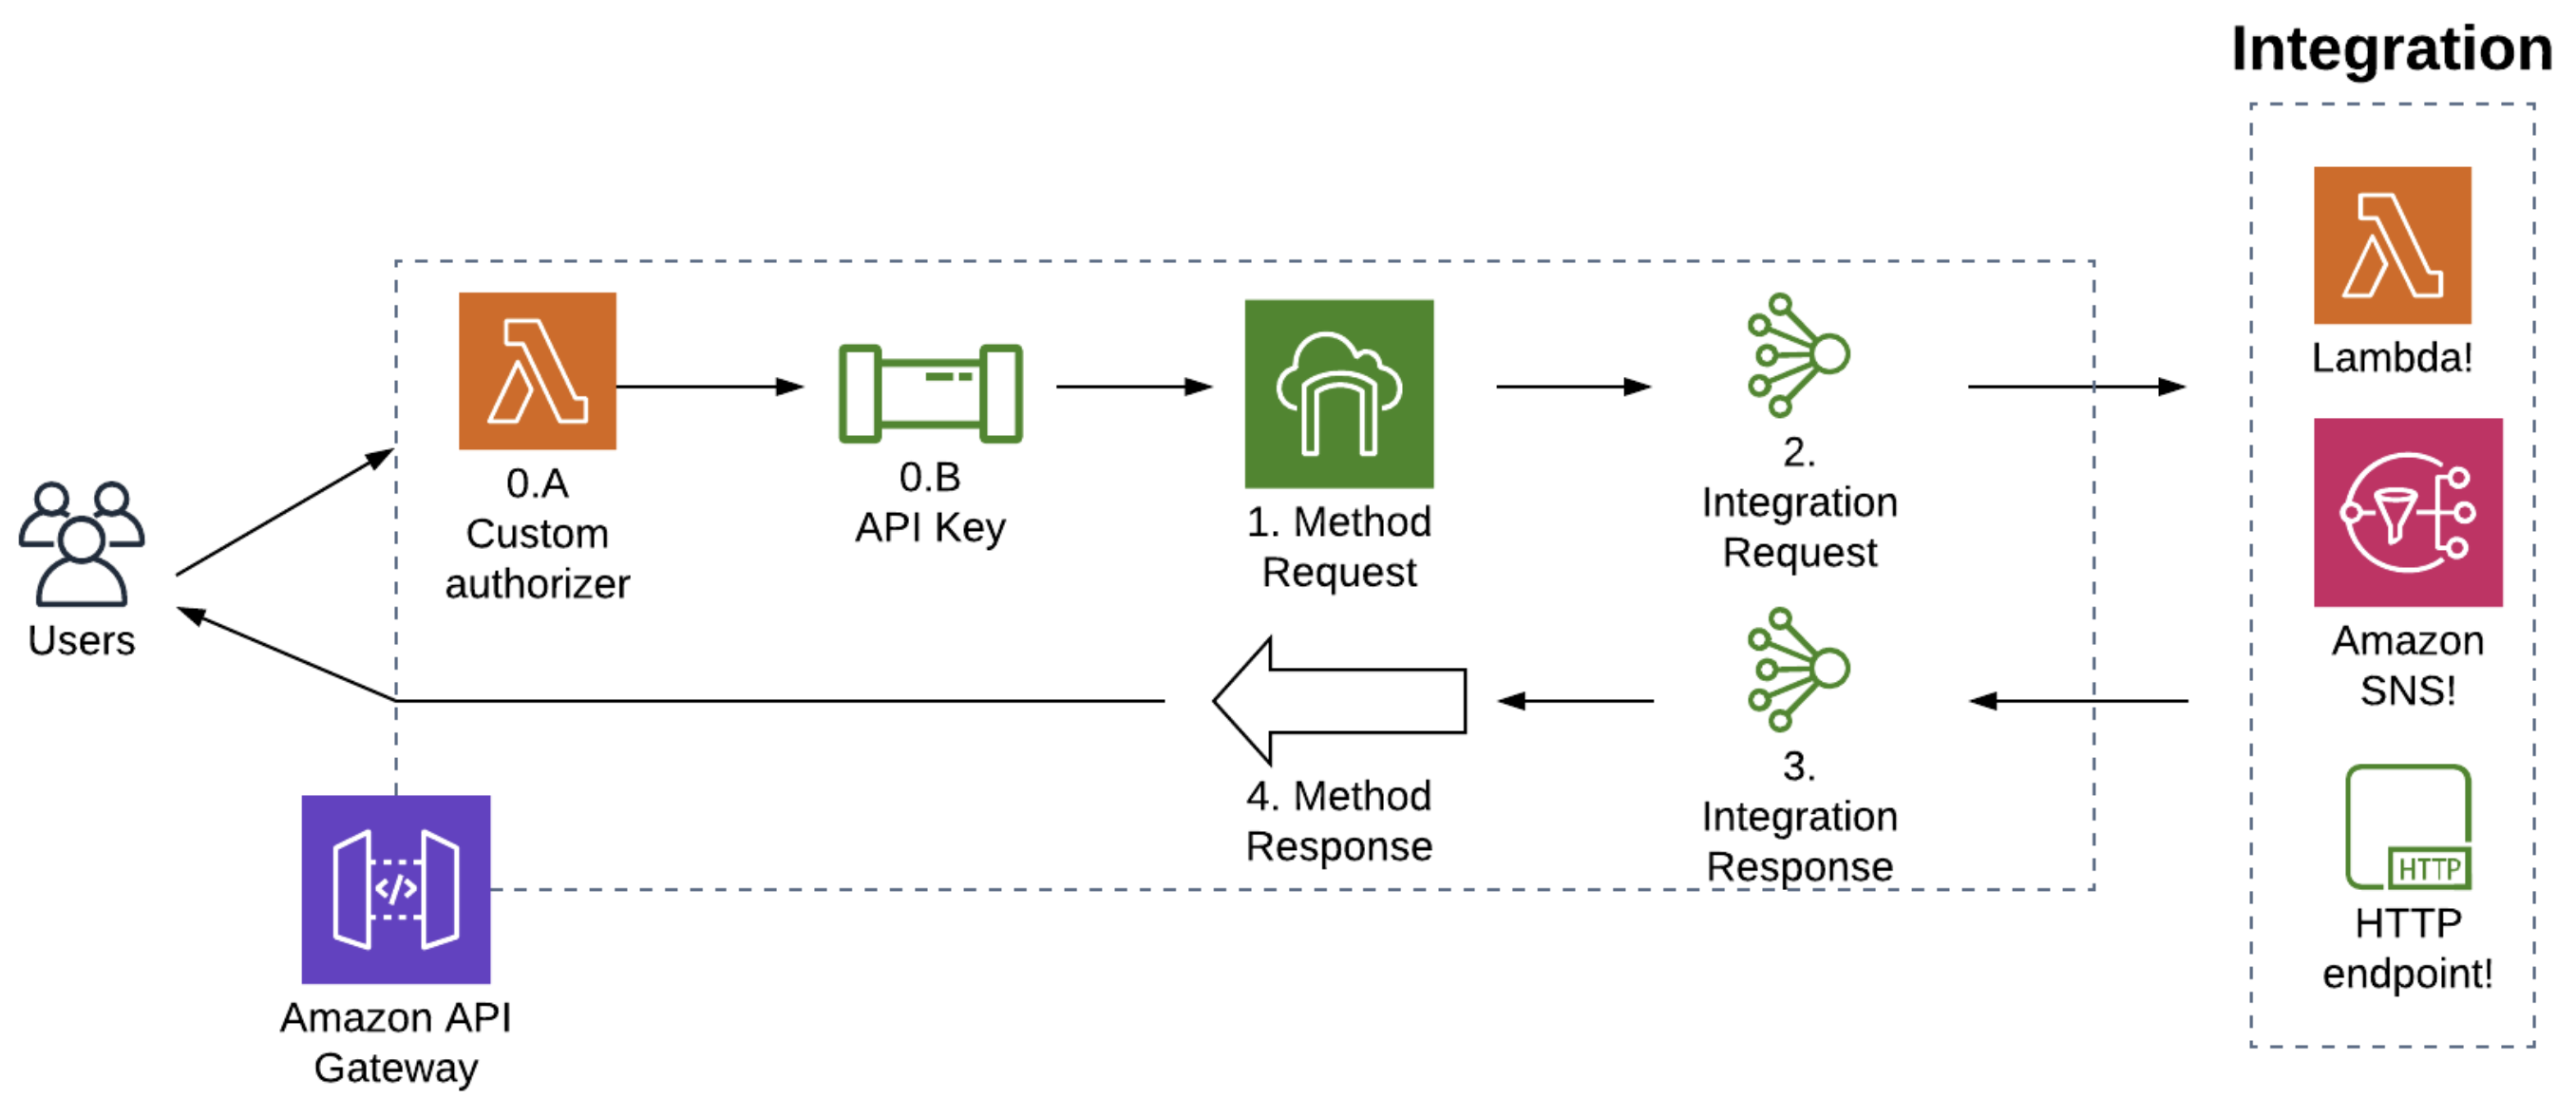 Integration
Lambda!
0.A
Custom
authorizer
0.B
API Key
1. Method
Request
2.
Integration
Request
Amazon
SNS!
Users
4. Method
Response
3.
Integration
Response
HTTP
HTTP
endpoint!
</>
Amazon API
Gateway